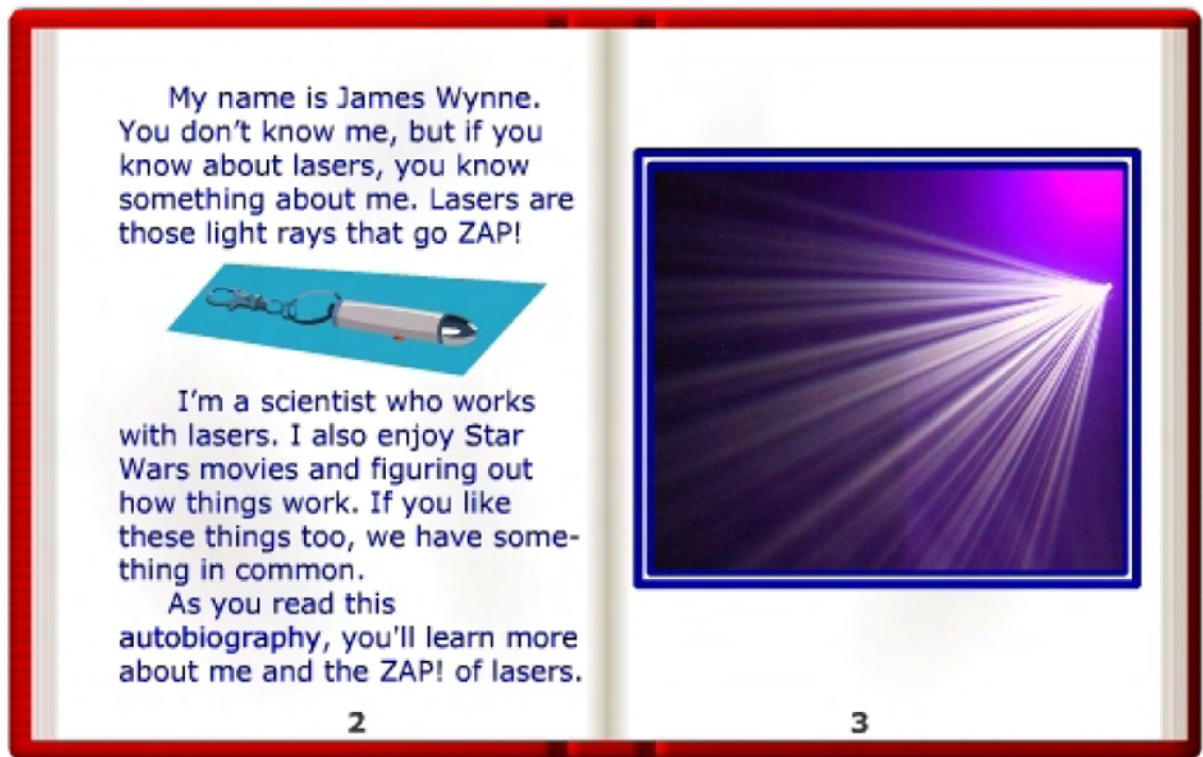 My name is James Wynne.
You don't know me, but if you
know about lasers, you know
something about me. Lasers are
those light rays that go ZAP!
I'm a scientist who works
with lasers. I also enjoy Star
Wars movies and figuring out
how things work. If you like
these things too, we have some-
thing in common.
As you read this
autobiography, you'll learn more
about me and the ZAP! of lasers.
2
3